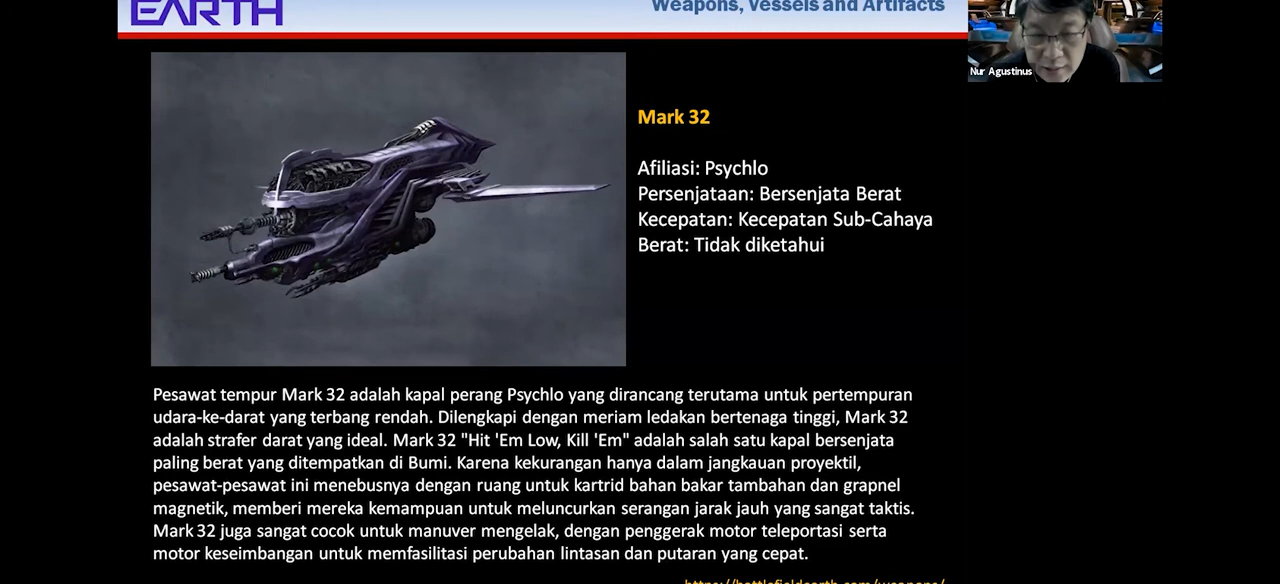 EARTH
Weapons, Vessels and Artifacts
Nur Agustinus
Mark 32
Afiliasi: Psychlo
Persenjataan: Bersenjata Berat
Kecepatan: Kecepatan Sub-Cahaya
Berat: Tidak diketahui
Pesawat tempur Mark 32 adalah kapal perang Psychlo yang dirancang terutama untuk pertempuran
udara-ke-darat yang terbang rendah. Dilengkapi dengan meriam ledakan bertenaga tinggi, Mark 32
adalah strafer darat yang ideal. Mark 32 "Hit 'Em Low, Kill 'Em" adalah salah satu kapal bersenjata
paling berat yang ditempatkan di Bumi. Karena kekurangan hanya dalam jangkauan proyektil,
pesawat-pesawat ini menebusnya dengan ruang untuk kartrid bahan bakar tambahan dan grapnel
magnetik, memberi mereka kemampuan untuk meluncurkan serangan jarak jauh yang sangat taktis.
Mark 32 juga sangat cocok untuk manuver mengelak, dengan penggerak motor teleportasi serta
motor keseimbangan untuk memfasilitasi perubahan lintasan dan putaran yang cepat.
https://battlefieldearth.com/weapons/